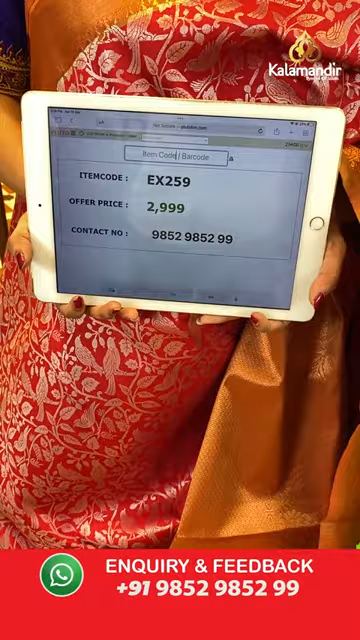 Kalamandir
Item Code / Barcode
ITEMCODE : EX259
OFFER PRICE : 2,999
CONTACT NO : 9852 9852 99
ENQUIRY & FEEDBACK
+91 9852 9852 99